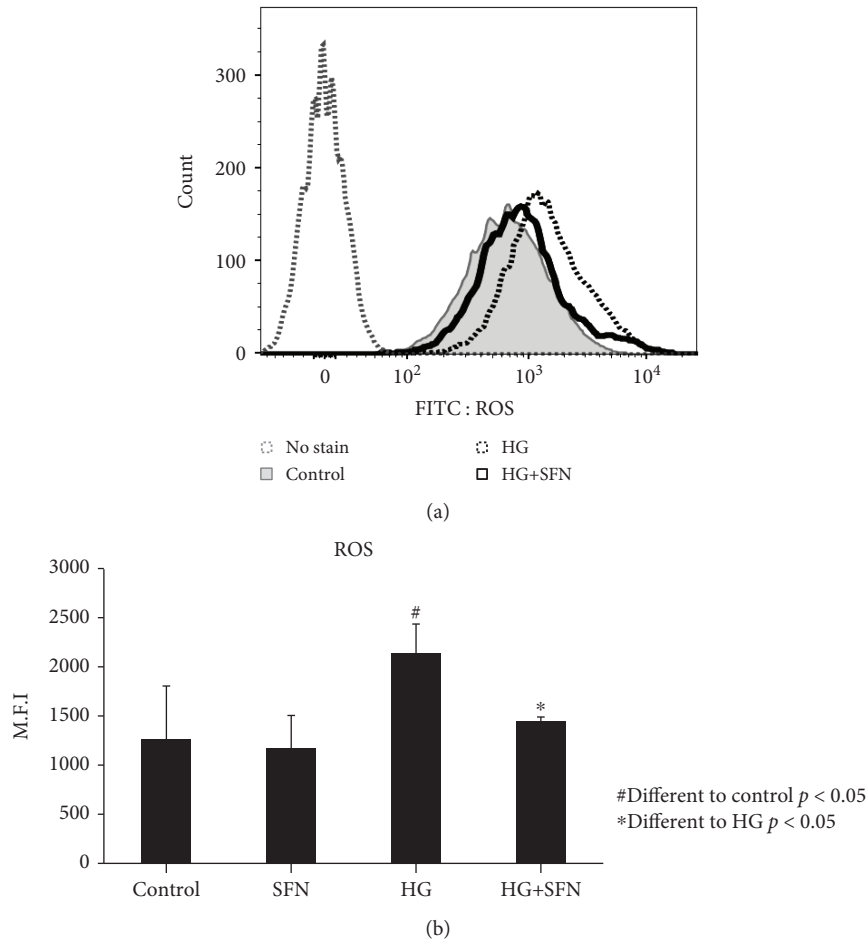 300
200
100
0
Count
0 10² 10³ 10⁴
FITC : ROS
No stain HG
Control HG+SFN
(a)
ROS
3000
2500
2000
1500
1000
500
0
M.F.I
#
*
Control SFN HG HG+SFN
#Different to control p < 0.05
*Different to HG p < 0.05
(b)